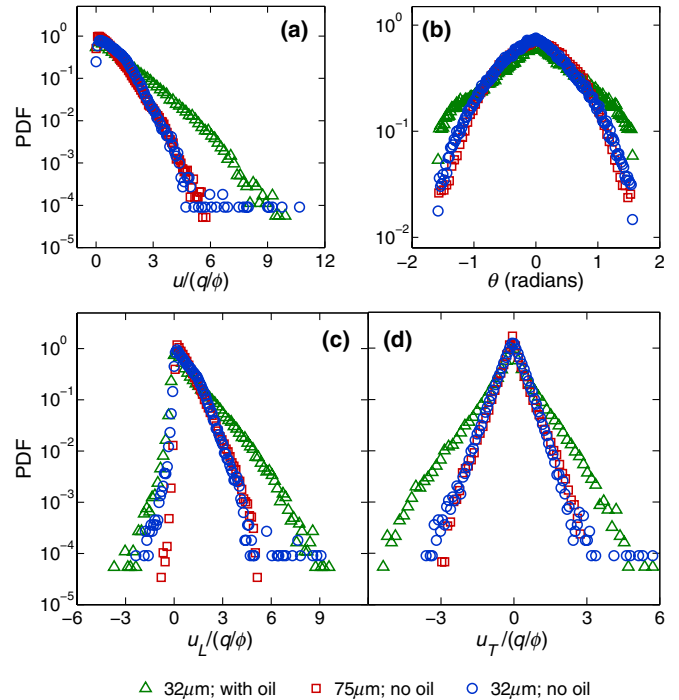 (a)
10⁰
10⁻¹
10⁻²
10⁻³
10⁻⁴
10⁻⁵
PDF
0 3 6 9 12
u/(q/ϕ)
(b)
10⁰
10⁻¹
10⁻²
−2 −1 0 1 2
θ (radians)
(c)
10⁰
10⁻¹
10⁻²
10⁻³
10⁻⁴
10⁻⁵
PDF
−6 −3 0 3 6 9
u_L/(q/ϕ)
(d)
−3 0 3 6
u_T/(q/ϕ)
32μm; with oil 75μm; no oil 32μm; no oil